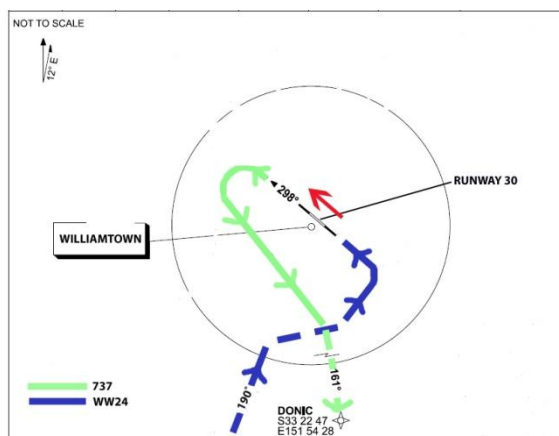 NOT TO SCALE
12° E
298°
RUNWAY 30
WILLIAMTOWN
190°
161°
737
WW24
DONIC
S33 22 47
E151 54 28